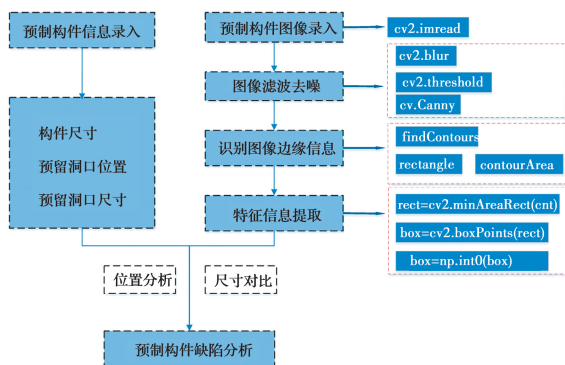 预制构件信息录入
构件尺寸
预留洞口位置
预留洞口尺寸
预制构件图像录入
cv2.imread
图像滤波去噪
cv2.blur
cv2.threshold
cv.Canny
识别图像边缘信息
findContours
rectangle
contourArea
特征信息提取
rect=cv2.minAreaRect(cnt)
box=cv2.boxPoints(rect)
box=np.int0(box)
位置分析
尺寸对比
预制构件缺陷分析